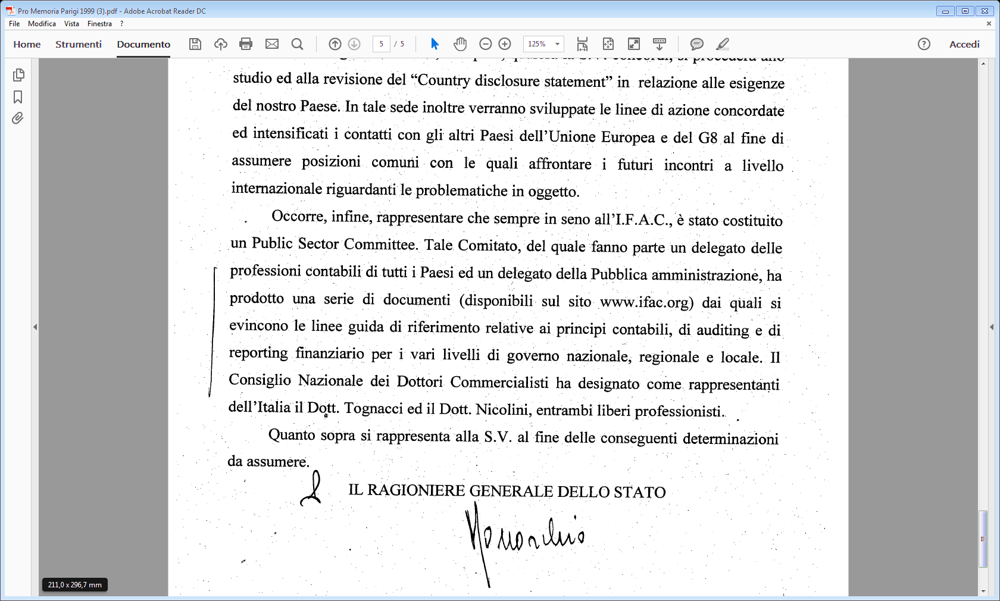 Pro Memoria Parigi 1999 (3).pdf - Adobe Acrobat Reader DC
File Modifica Vista Finestra ?
Home Strumenti Documento 5 / 5 125% Accedi
studio ed alla revisione del “Country disclosure statement” in relazione alle esigenze
del nostro Paese. In tale sede inoltre verranno sviluppate le linee di azione concordate
ed intensificati i contatti con gli altri Paesi dell’Unione Europea e del G8 al fine di
assumere posizioni comuni con le quali affrontare i futuri incontri a livello
internazionale riguardanti le problematiche in oggetto.
Occorre, infine, rappresentare che sempre in seno all’I.F.A.C., è stato costituito
un Public Sector Committee. Tale Comitato, del quale fanno parte un delegato delle
professioni contabili di tutti i Paesi ed un delegato della Pubblica amministrazione, ha
prodotto una serie di documenti (disponibili sul sito www.ifac.org) dai quali si
evincono le linee guida di riferimento relative ai principi contabili, di auditing e di
reporting finanziario per i vari livelli di governo nazionale, regionale e locale. Il
Consiglio Nazionale dei Dottori Commercialisti ha designato come rappresentanti
dell’Italia il Dott. Tognacci ed il Dott. Nicolini, entrambi liberi professionisti.
Quanto sopra si rappresenta alla S.V. al fine delle conseguenti determinazioni
da assumere.
IL RAGIONIERE GENERALE DELLO STATO
211,0 x 296,7 mm